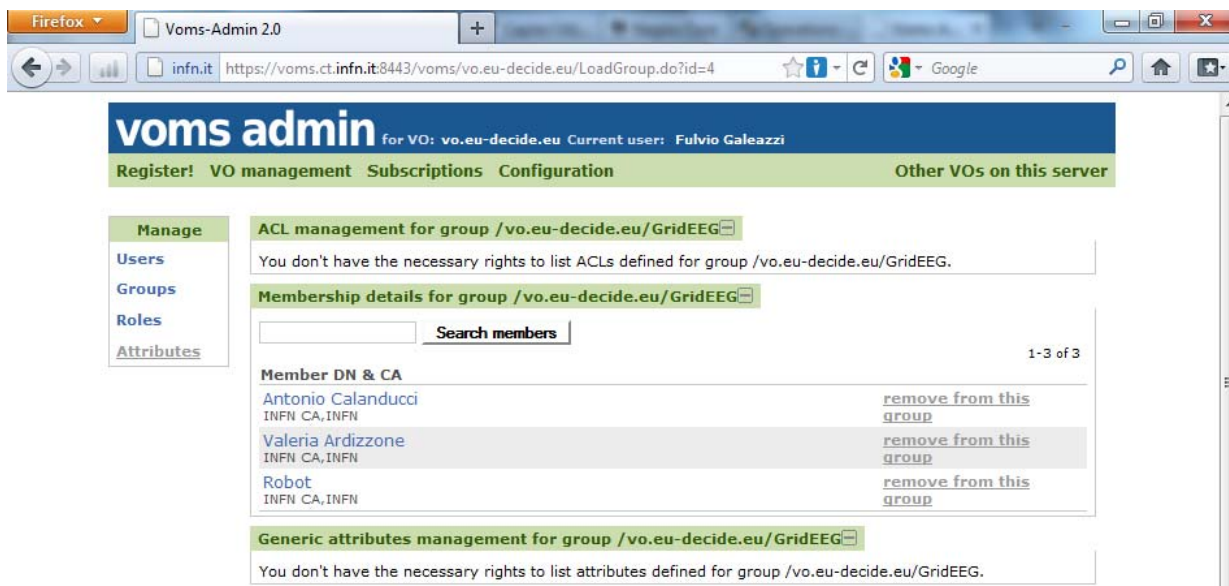 Firefox
Voms-Admin 2.0
infn.it https://voms.ct.infn.it:8443/voms/vo.eu-decide.eu/LoadGroup.do?id=4
Google
voms admin for VO: vo.eu-decide.eu Current user: Fulvio Galeazzi
Register! VO management Subscriptions Configuration Other VOs on this server
Manage
Users
Groups
Roles
Attributes
ACL management for group /vo.eu-decide.eu/GridEEG
You don't have the necessary rights to list ACLs defined for group /vo.eu-decide.eu/GridEEG.
Membership details for group /vo.eu-decide.eu/GridEEG
Search members
1-3 of 3
Member DN & CA
Antonio Calanducci
INFN CA,INFN
remove from this
group
Valeria Ardizzone
INFN CA,INFN
remove from this
group
Robot
INFN CA,INFN
remove from this
group
Generic attributes management for group /vo.eu-decide.eu/GridEEG
You don't have the necessary rights to list attributes defined for group /vo.eu-decide.eu/GridEEG.